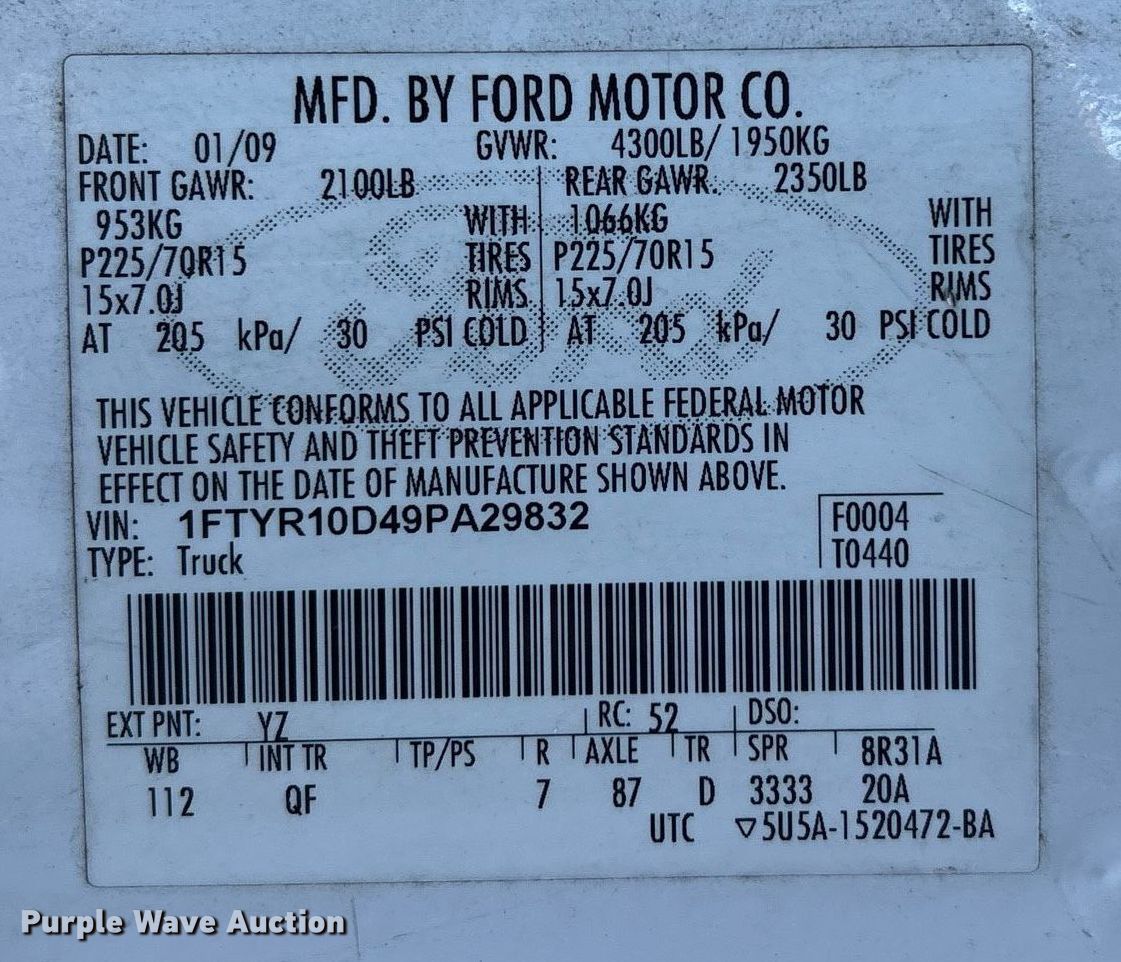 MFD. BY FORD MOTOR CO.
DATE: 01/09 GVWR: 4300LB/ 1950KG
FRONT GAWR: 2100LB REAR GAWR. 2350LB
953KG WITH 1066KG WITH
P225/70R15 TIRES P225/70R15 TIRES
15x7.0J RIMS 15x7.0J RIMS
AT 205 kPa/ 30 PSI COLD AT 205 kPa/ 30 PSI COLD
THIS VEHICLE CONFORMS TO ALL APPLICABLE FEDERAL MOTOR
VEHICLE SAFETY AND THEFT PREVENTION STANDARDS IN
EFFECT ON THE DATE OF MANUFACTURE SHOWN ABOVE.
VIN: 1FTYR10D49PA29832 F0004
TYPE: Truck T0440
EXT PNT: YZ RC: 52 DSO:
WB INT TR TP/PS R AXLE TR SPR 8R31A
112 QF 7 87 D 3333 20A
UTC ▽5U5A-1520472-BA
Ford
Purple Wave Auction